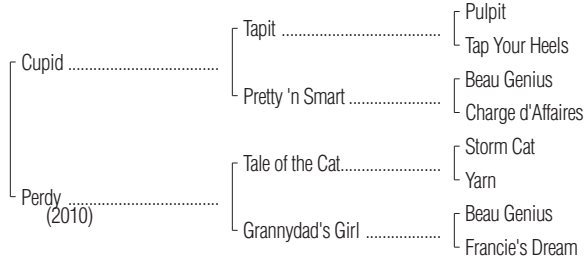 Pulpit
Tapit ..............................
Tap Your Heels
Cupid ...................................
Beau Genius
Pretty 'n Smart .....................
Charge d'Affaires
Storm Cat
Tale of the Cat.......................
Yarn
Perdy ...................................
(2010)
Beau Genius
Grannydad's Girl .................
Francie's Dream